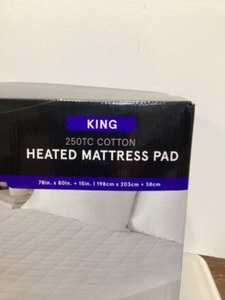 KING
250TC COTTON
HEATED MATTRESS PAD
78in. x 80in. + 15in. | 198cm x 203cm + 38cm